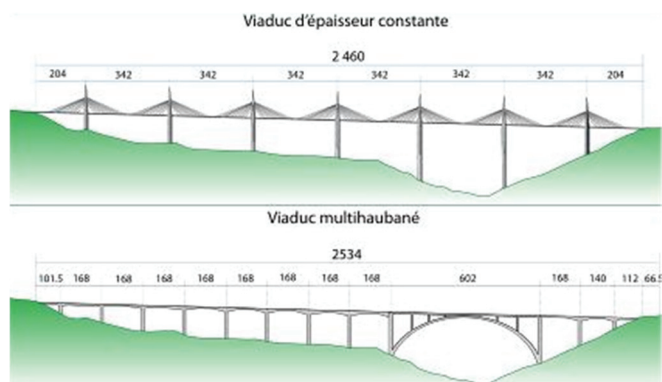 Viaduc d'épaisseur constante
2 460
204 342 342 342 342 342 342 204
Viaduc multihaubané
2534
101.5 168 168 168 168 168 168 168 168 602 168 140 112 66.5